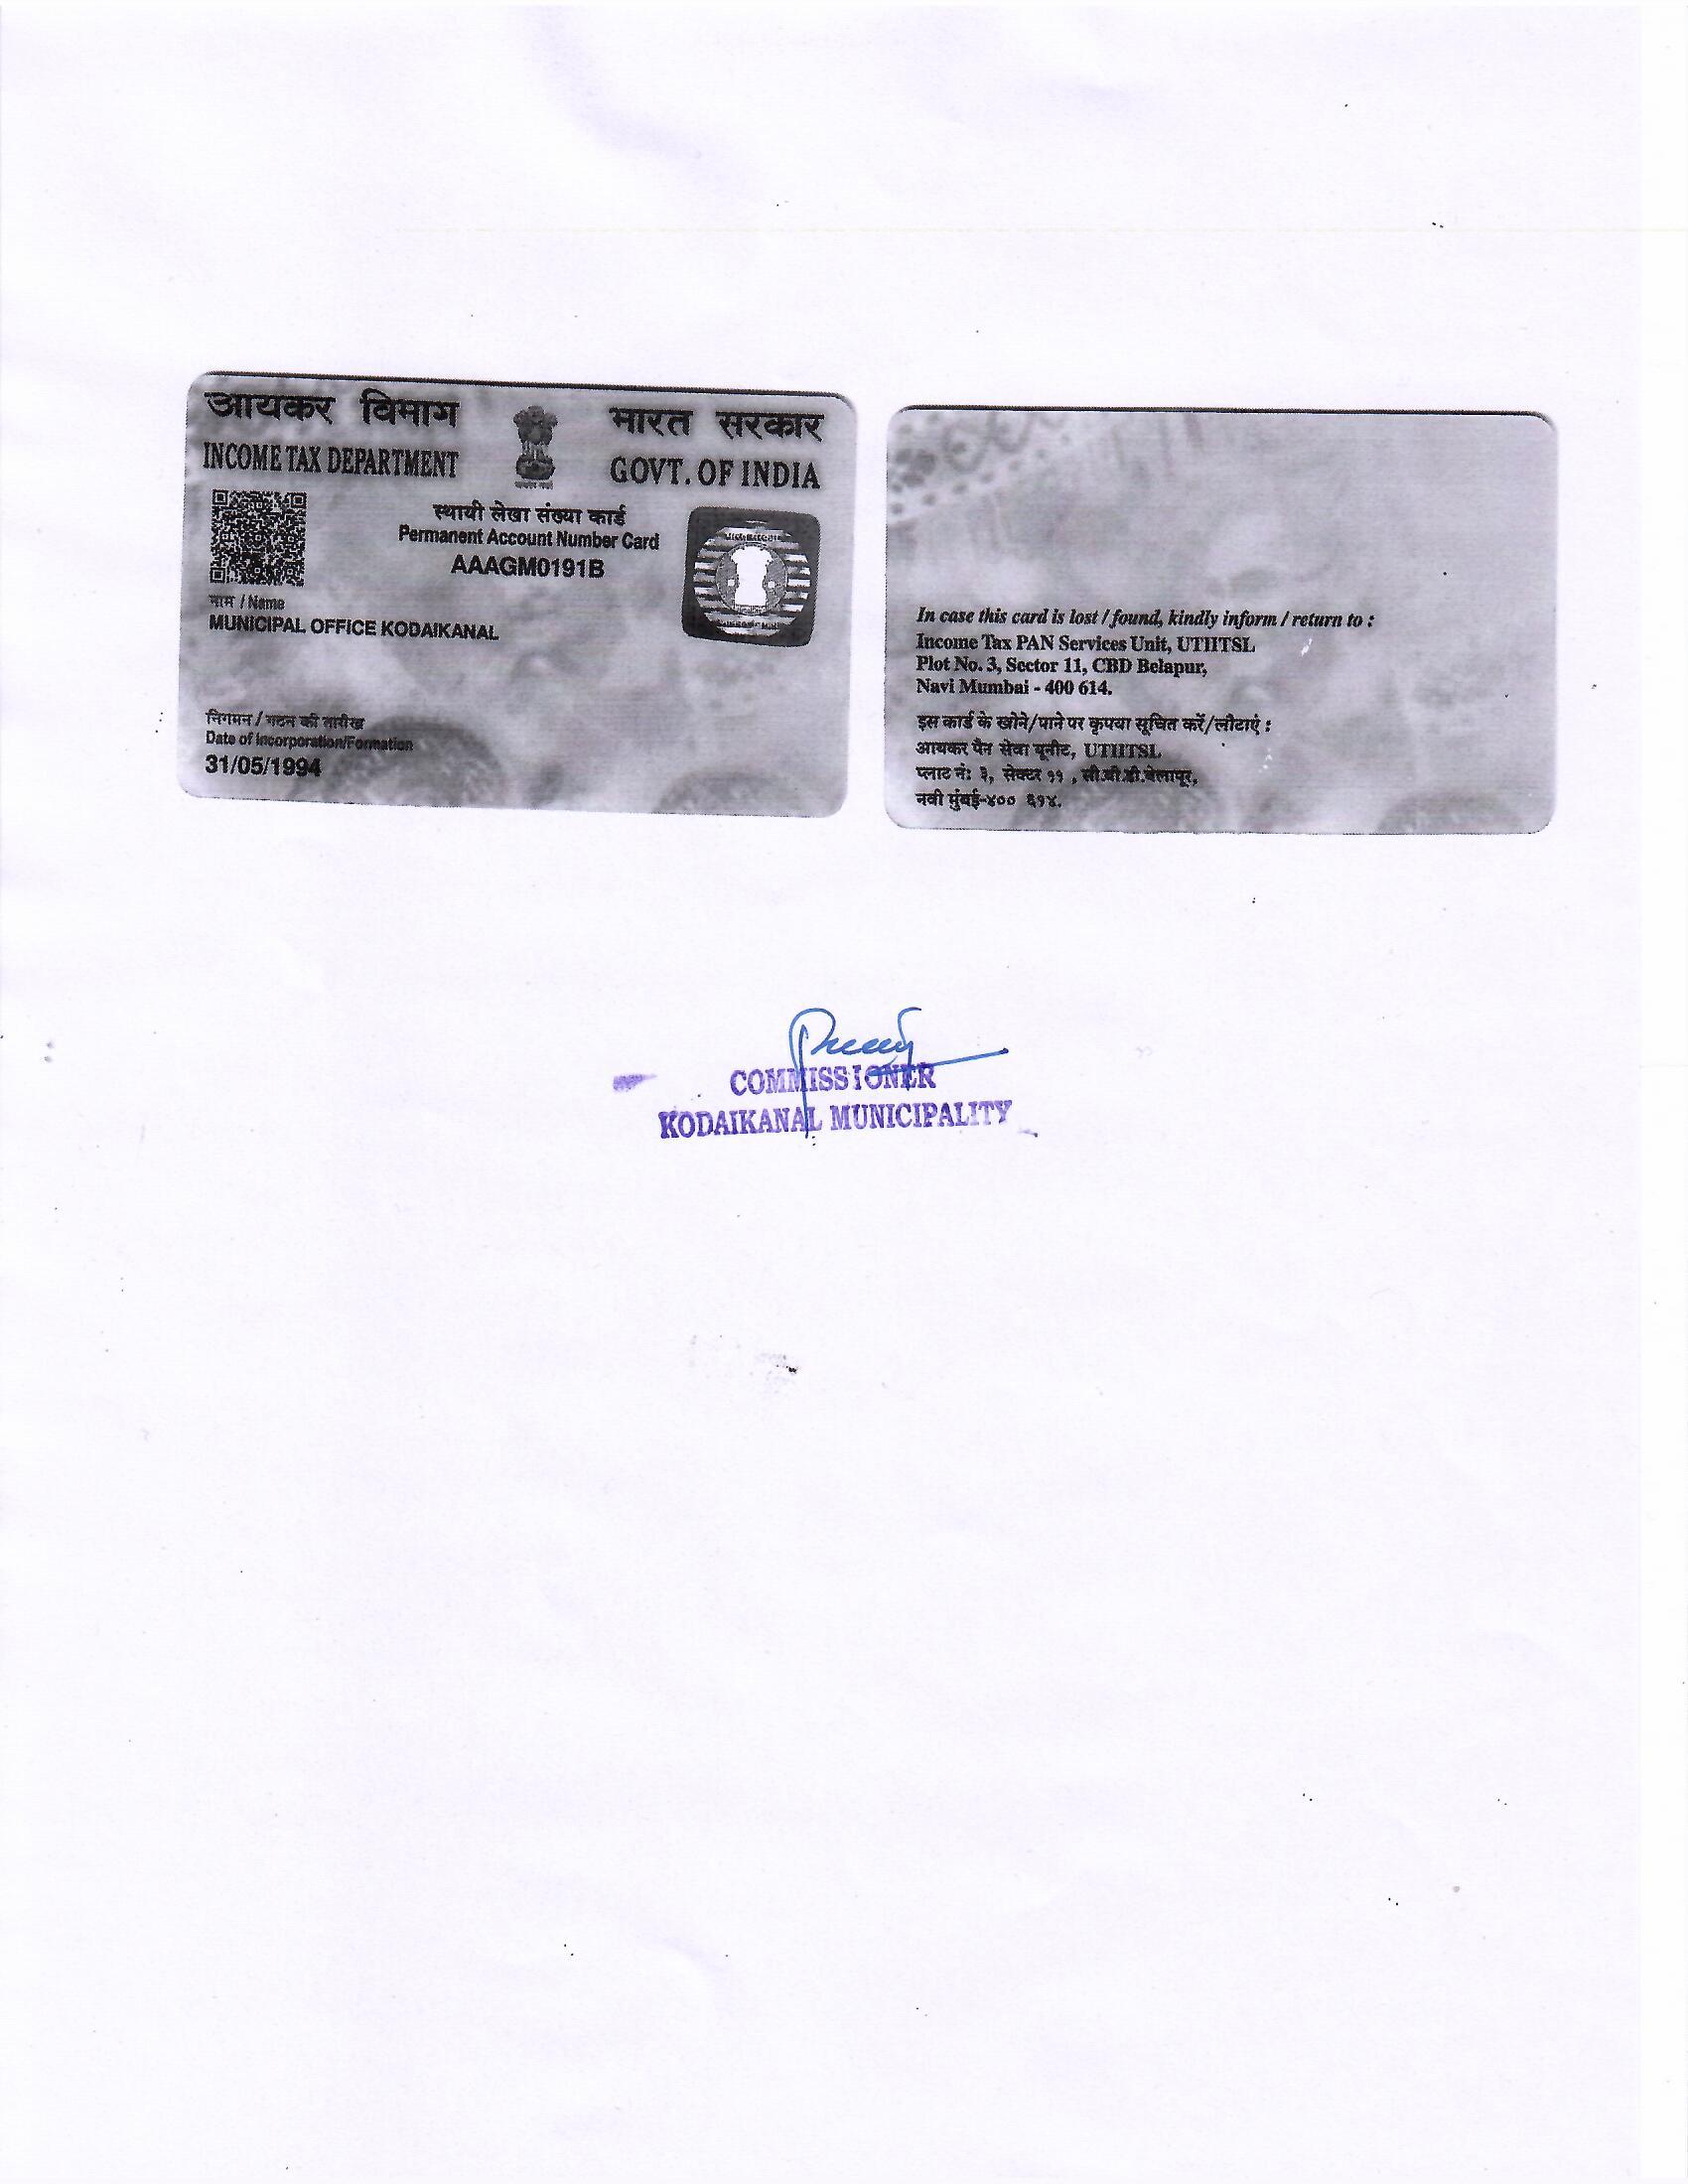 आयकर विभाग
INCOME TAX DEPARTMENT
भारत सरकार
GOVT. OF INDIA
स्थायी लेखा संख्या कार्ड
Permanent Account Number Card
AAAGM0191B
नाम / Name
MUNICIPAL OFFICE KODAIKANAL
निगमन / गठन की तारीख
Date of Incorporation/Formation
31/05/1994
In case this card is lost / found, kindly inform / return to :
Income Tax PAN Services Unit, UTIITSL
Plot No. 3, Sector 11, CBD Belapur,
Navi Mumbai - 400 614.
इस कार्ड के खोने/पाने पर कृपया सूचित करें/लौटाएं :
आयकर पैन सेवा यूनीट, UTIITSL
प्लाट नं: ३, सेक्टर ११ , सी.बी.डी.बेलापूर,
नवी मुंबई-४०० ६१४.
COMMISSIONER
KODAIKANAL MUNICIPALITY